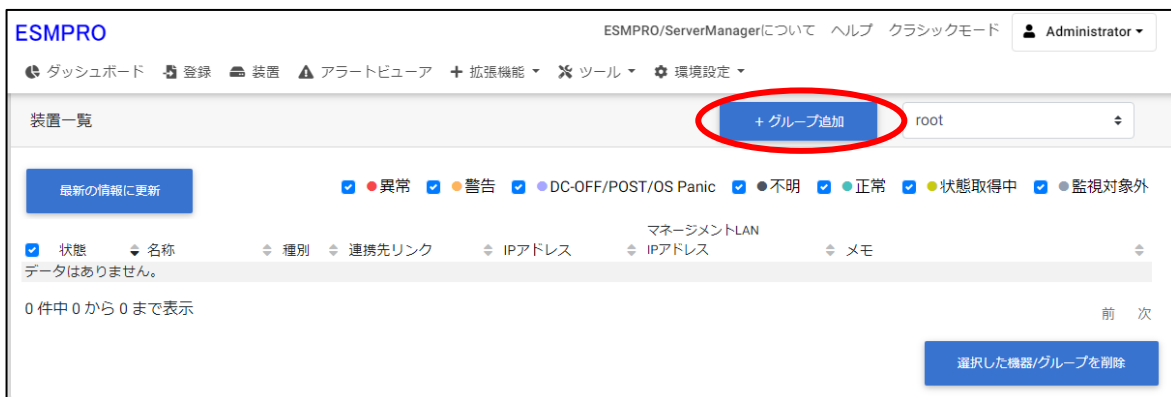 ESMPRO ESMPRO/ServerManagerについて ヘルプ クラシックモード Administrator
ダッシュボード 登録 装置 アラートビューア 拡張機能 ツール 環境設定
装置一覧 + グループ追加 root
最新の情報に更新 異常 警告 DC-OFF/POST/OS Panic 不明 正常 状態取得中 監視対象外
マネージメントLAN
状態 名称 種別 連携先リンク IPアドレス IPアドレス メモ
データはありません。
0 件中 0 から 0 まで表示
前 次
選択した機器/グループを削除